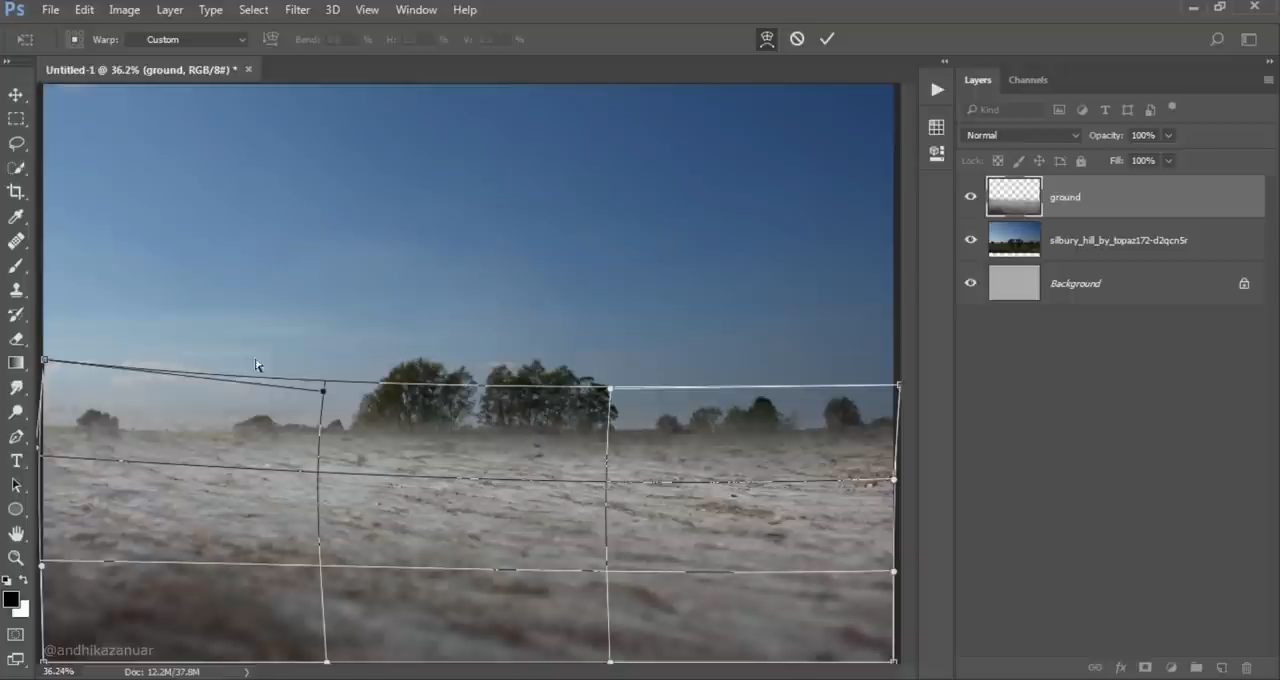 Ps File Edit Image Layer Type Select Filter 3D View Window Help
Warp: Custom Bend: % H: % V: %
Untitled-1 @ 36.2% (ground, RGB/8#) * ×
Layers Channels
Kind
Normal Opacity: 100%
Lock: Fill: 100%
ground
silbury_hill_by_topaz172-d2qcn5r
Background
@andhikazanuar
36.24% Doc: 12.2M/37.8M